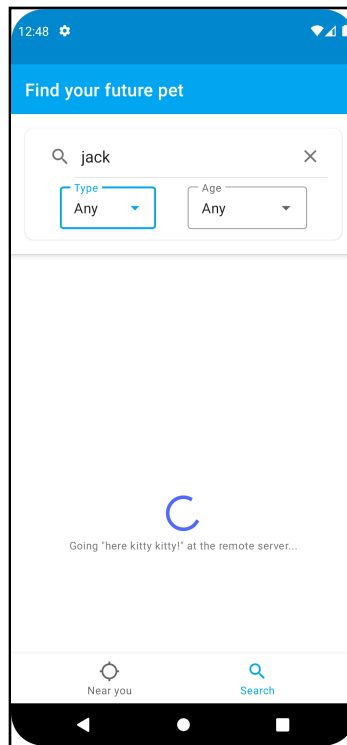 12:48
Find your future pet
jack
Type Age
Any Any
Going "here kitty kitty!" at the remote server...
Near you Search